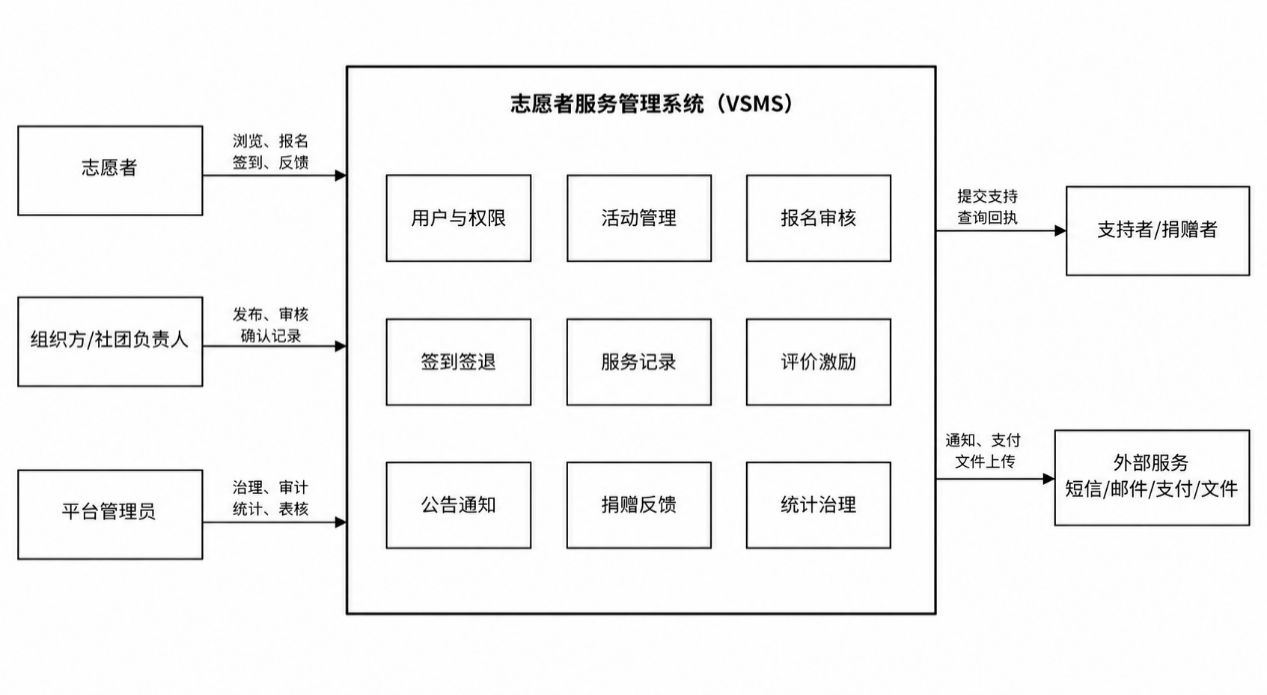 志愿者服务管理系统（VSMS）
志愿者
浏览、报名
签到、反馈
组织方/社团负责人
发布、审核
确认记录
平台管理员
治理、审计
统计、表核
用户与权限
活动管理
报名审核
签到签退
服务记录
评价激励
公告通知
捐赠反馈
统计治理
提交支持
查询回执
支持者/捐赠者
通知、支付
文件上传
外部服务
短信/邮件/支付/文件